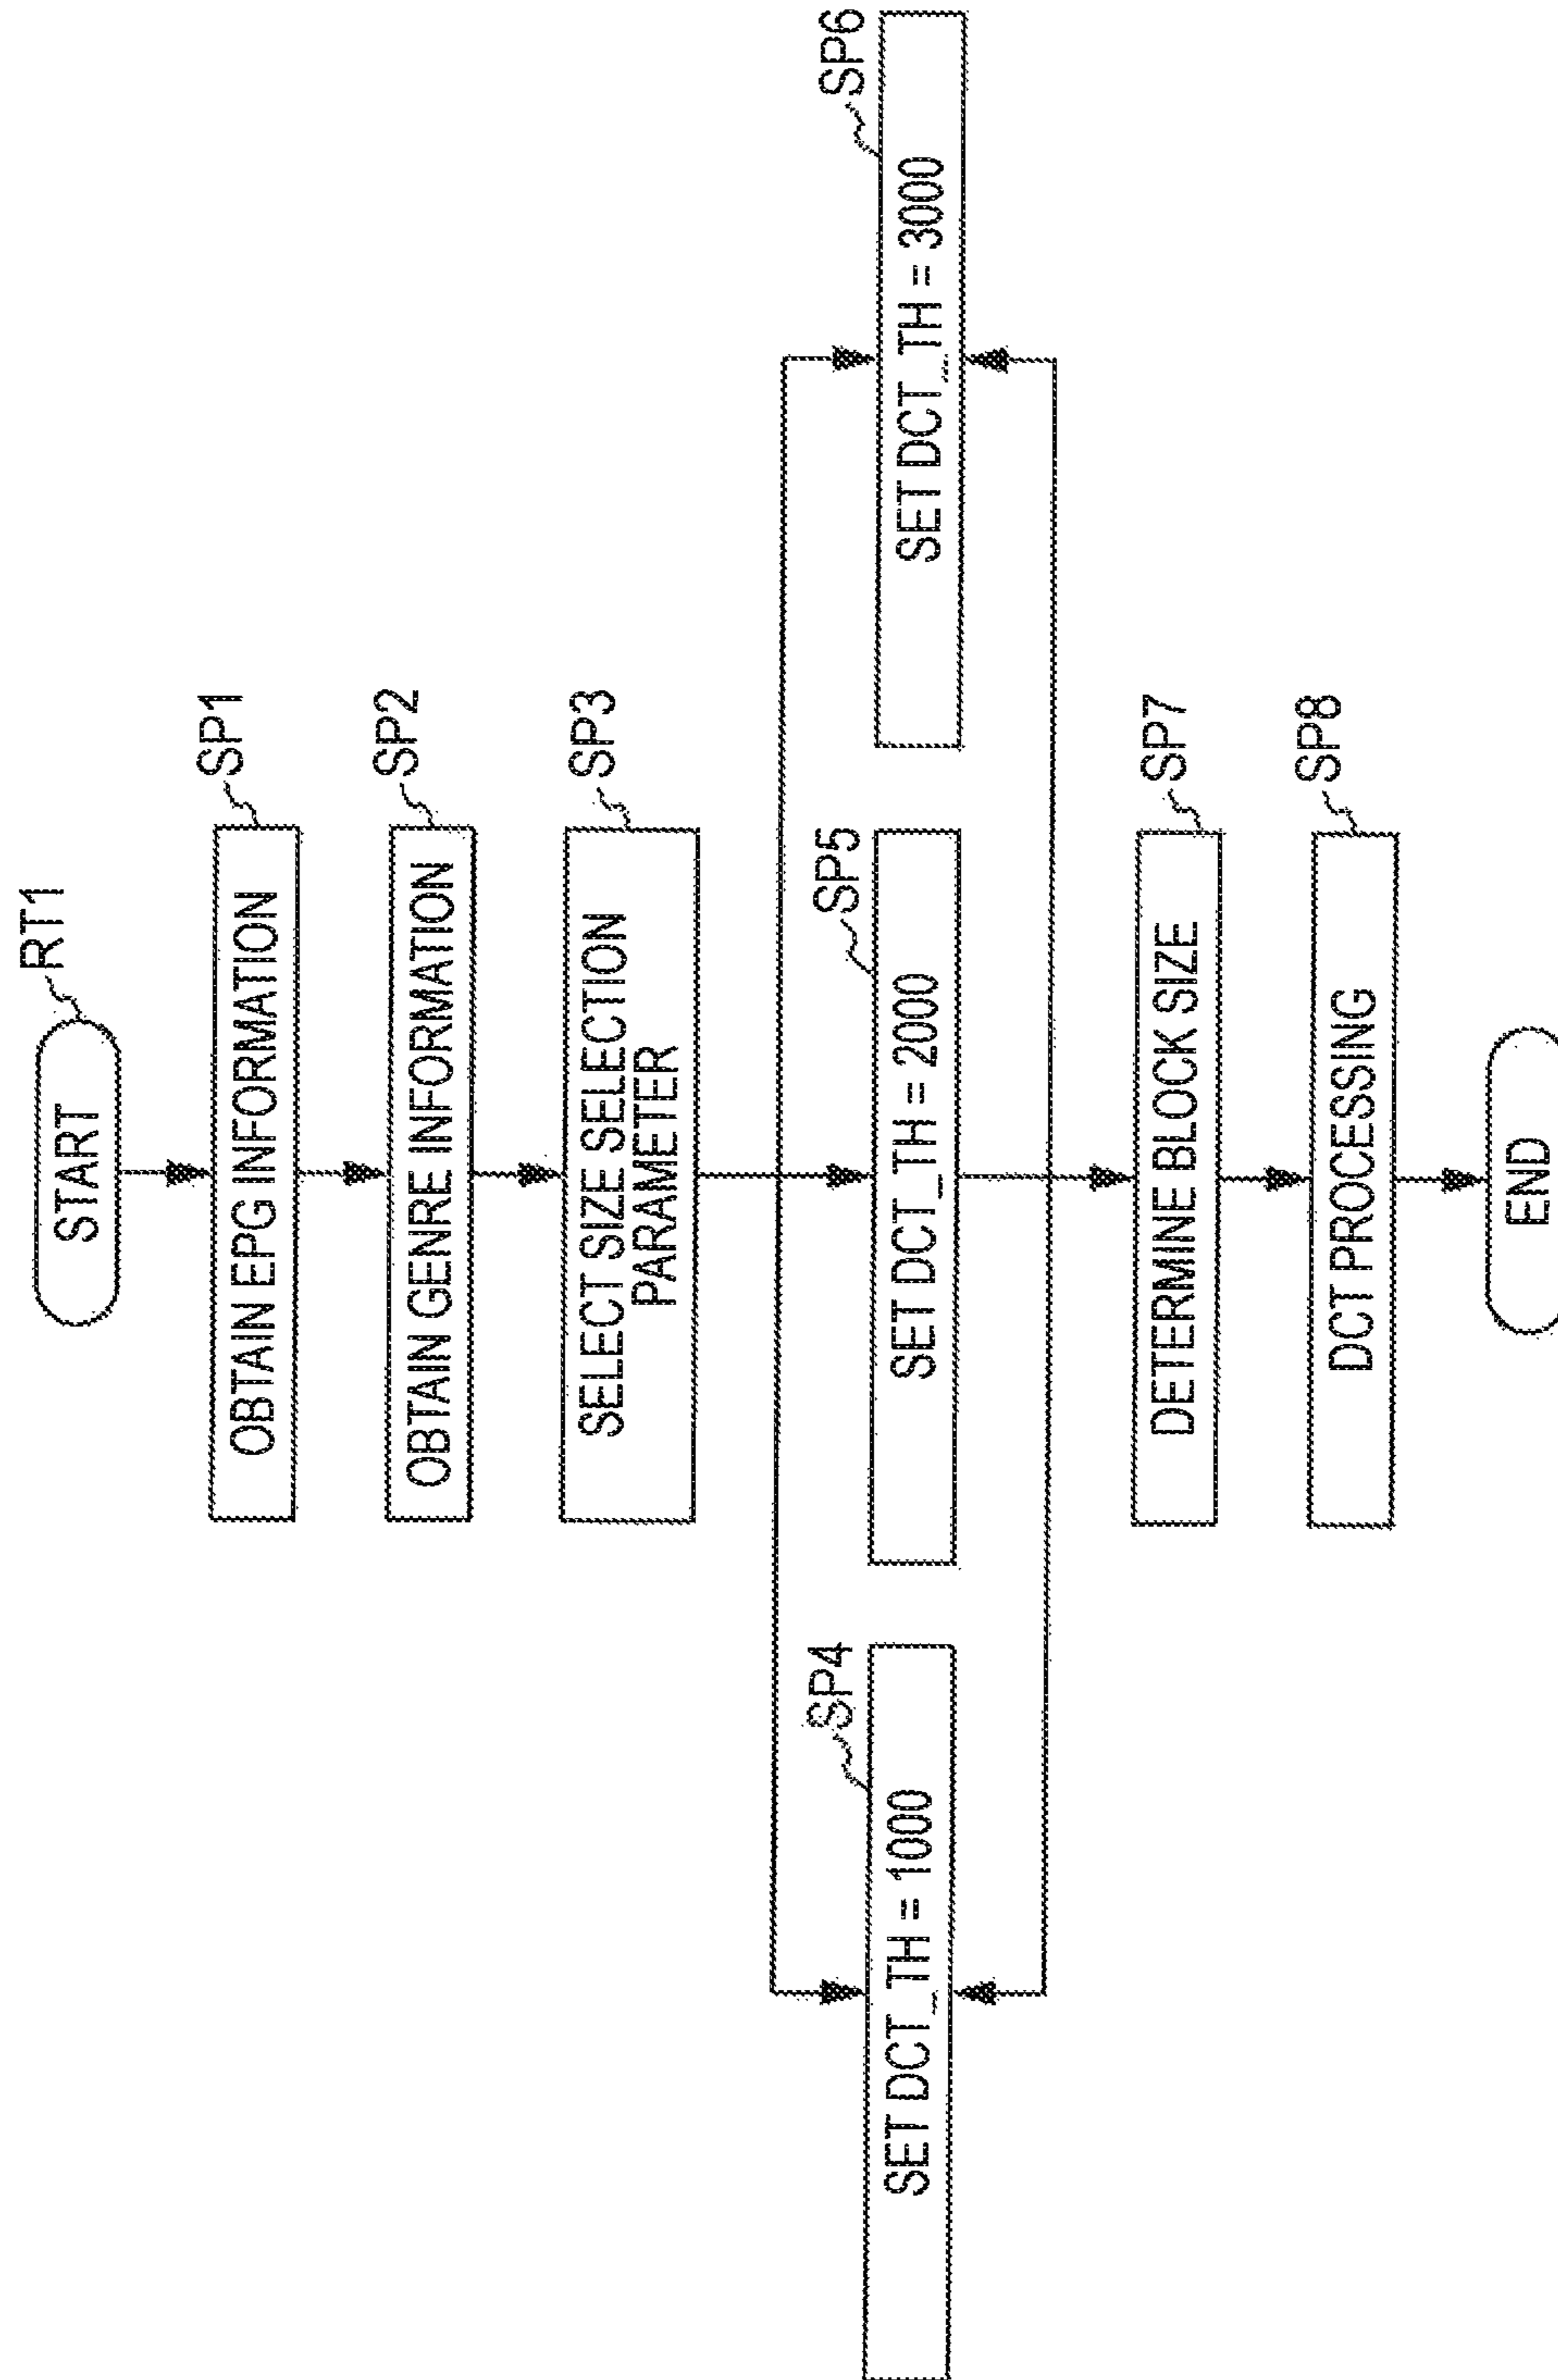 RT1
START
SP1
OBTAIN EPG INFORMATION
SP2
OBTAIN GENRE INFORMATION
SP3
SELECT SIZE SELECTION
PARAMETER
SP4
SET DCT_TH = 1000
SP5
SET DCT_TH = 2000
SP6
SET DCT_TH = 3000
SP7
DETERMINE BLOCK SIZE
SP8
DCT PROCESSING
END